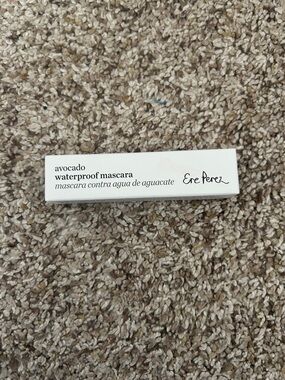 avocado
waterproof mascara
mascara contra agua de aguacate
Ere Perez